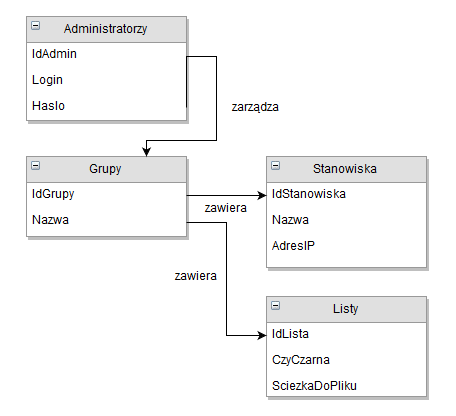 Administratorzy
IdAdmin
Login
Haslo
zarządza
Grupy
IdGrupy
Nazwa
zawiera
zawiera
Stanowiska
IdStanowiska
Nazwa
AdresIP
Listy
IdLista
CzyCzarna
SciezkaDoPliku